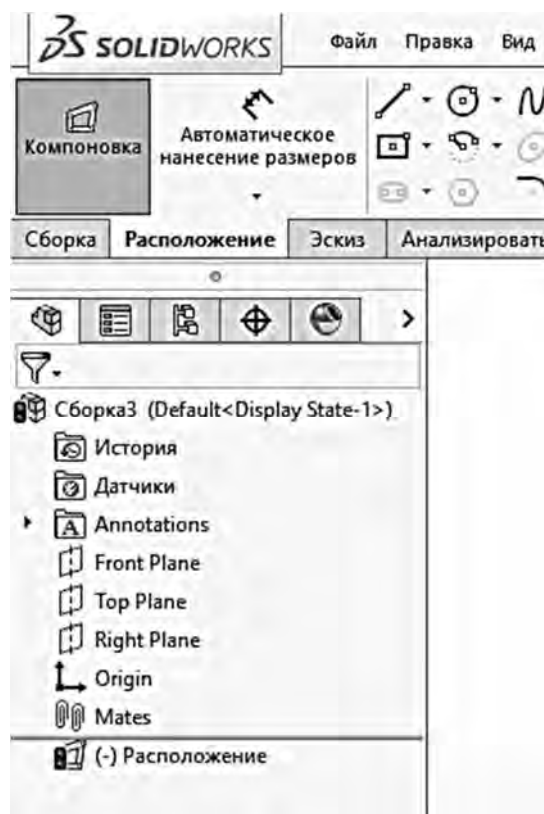 SOLIDWORKS Файл Правка Вид
Компоновка
Автоматическое
нанесение размеров
Сборка Расположение Эскиз Анализировать
Сборка3 (Default<Display State-1>)
История
Датчики
Annotations
Front Plane
Top Plane
Right Plane
Origin
Mates
(-) Расположение